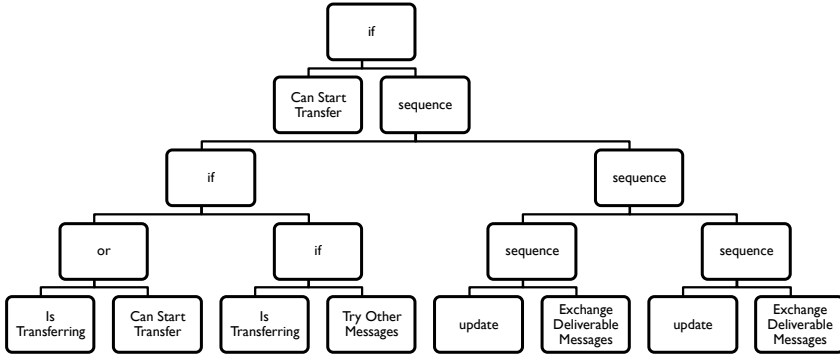 if
Can Start
Transfer
sequence
if
sequence
or
if
sequence
sequence
Is
Transferring
Can Start
Transfer
Is
Transferring
Try Other
Messages
update
Exchange
Deliverable
Messages
update
Exchange
Deliverable
Messages